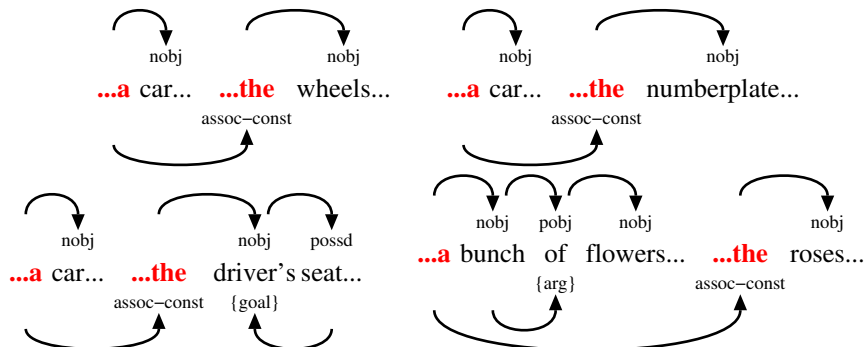 nobj nobj nobj nobj
...a car... ...the wheels... ...a car... ...the numberplate...
assoc−const assoc−const
nobj nobj possd nobj pobj nobj nobj
...a car... ...the driver's seat... ...a bunch of flowers... ...the roses...
assoc−const {goal} {arg} assoc−const